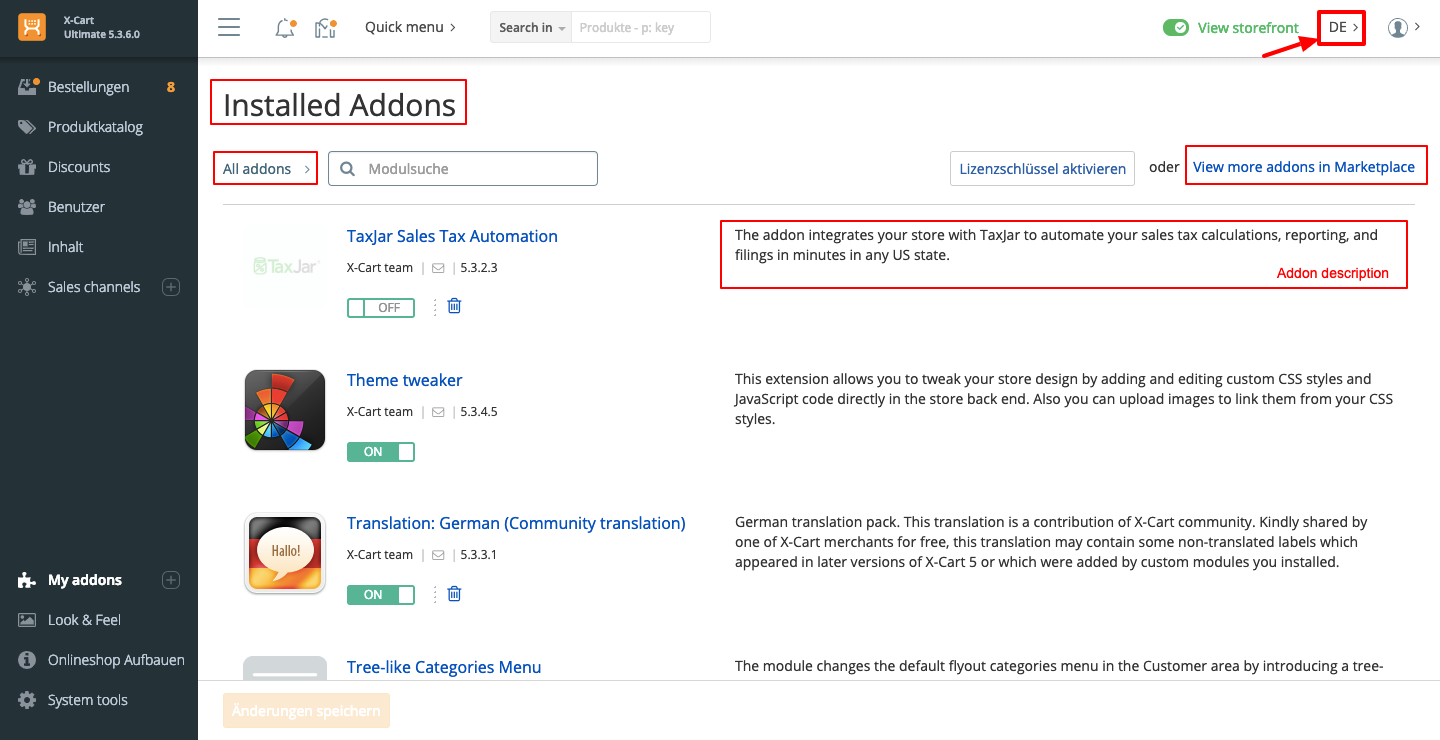 X-Cart
Ultimate 5.3.6.0
Quick menu
Search in
Produkte - p: key
View storefront
DE
Bestellungen 8
Produktkatalog
Discounts
Benutzer
Inhalt
Sales channels
My addons
Look & Feel
Onlineshop Aufbauen
System tools
Installed Addons
All addons
Modulsuche
Lizenzschlüssel aktivieren
oder
View more addons in Marketplace
TaxJar
TaxJar Sales Tax Automation
X-Cart team | | 5.3.2.3
OFF
The addon integrates your store with TaxJar to automate your sales tax calculations, reporting, and
filings in minutes in any US state.
Addon description
Theme tweaker
X-Cart team | | 5.3.4.5
ON
This extension allows you to tweak your store design by adding and editing custom CSS styles and
JavaScript code directly in the store back end. Also you can upload images to link them from your CSS
styles.
Hallo!
Translation: German (Community translation)
X-Cart team | | 5.3.3.1
ON
German translation pack. This translation is a contribution of X-Cart community. Kindly shared by
one of X-Cart merchants for free, this translation may contain some non-translated labels which
appeared in later versions of X-Cart 5 or which were added by custom modules you installed.
Tree-like Categories Menu
The module changes the default flyout categories menu in the Customer area by introducing a tree-
Änderungen speichern